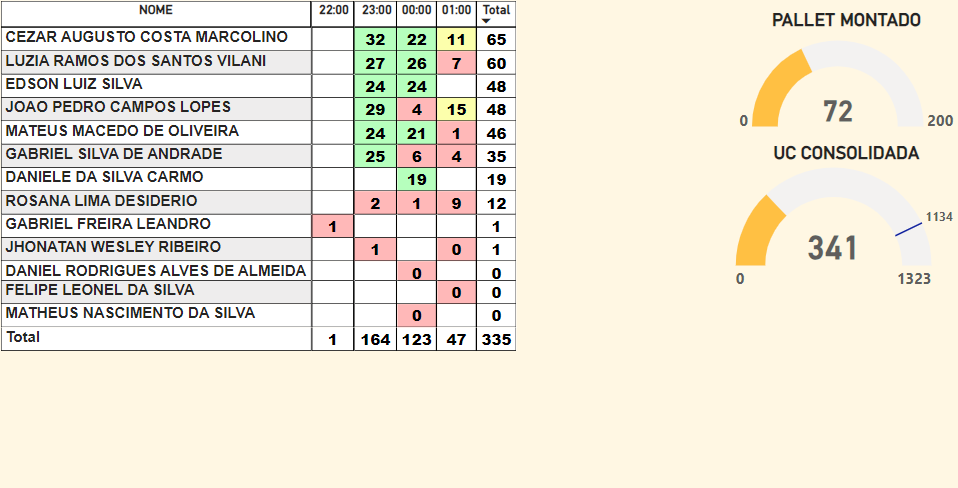 NOME 22:00 23:00 00:00 01:00 Total
CEZAR AUGUSTO COSTA MARCOLINO 32 22 11 65
LUZIA RAMOS DOS SANTOS VILANI 27 26 7 60
EDSON LUIZ SILVA 24 24 48
JOAO PEDRO CAMPOS LOPES 29 4 15 48
MATEUS MACEDO DE OLIVEIRA 24 21 1 46
GABRIEL SILVA DE ANDRADE 25 6 4 35
DANIELE DA SILVA CARMO 19 19
ROSANA LIMA DESIDERIO 2 1 9 12
GABRIEL FREIRA LEANDRO 1 1
JHONATAN WESLEY RIBEIRO 1 0 1
DANIEL RODRIGUES ALVES DE ALMEIDA 0 0
FELIPE LEONEL DA SILVA 0 0
MATHEUS NASCIMENTO DA SILVA 0 0
Total 1 164 123 47 335
PALLET MONTADO
72
0 200
UC CONSOLIDADA
1134
341
0 1323